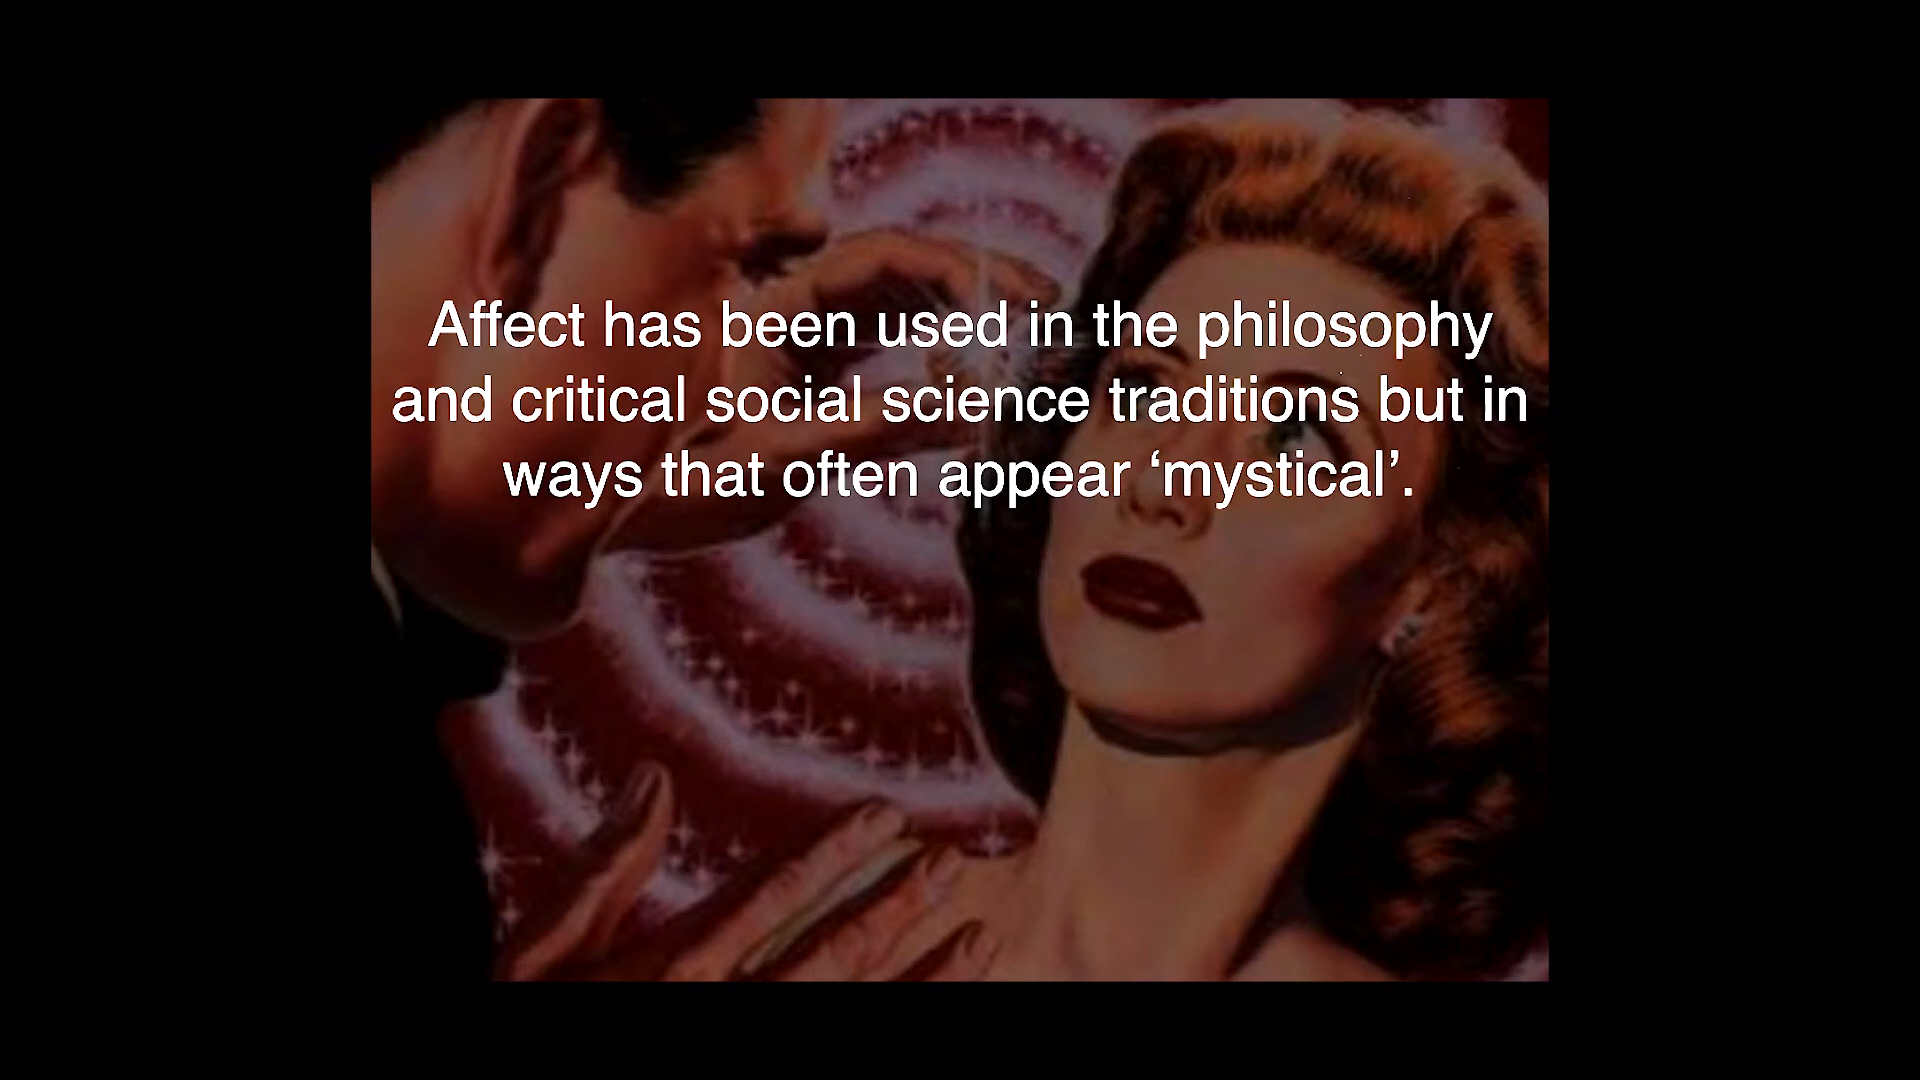 Affect has been used in the philosophy
and critical social science traditions but in
ways that often appear ‘mystical’.